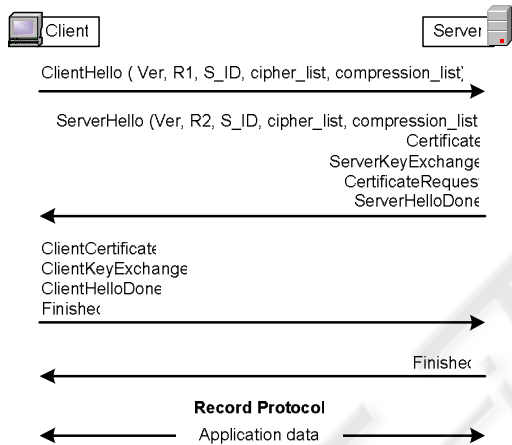 Client
Server
ClientHello ( Ver, R1, S_ID, cipher_list, compression_list)
ServerHello (Ver, R2, S_ID, cipher_list, compression_list
Certificate
ServerKeyExchange
CertificateReques
ServerHelloDone
ClientCertificate
ClientKeyExchange
ClientHelloDone
Finished
Finished
Record Protocol
Application data